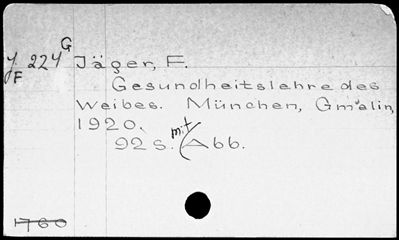 y 224 G Jäger, F.
F
Gesundheitslehre des
Weibes. München, Gmelin,
1920.
92 S. mit Abb.
1760